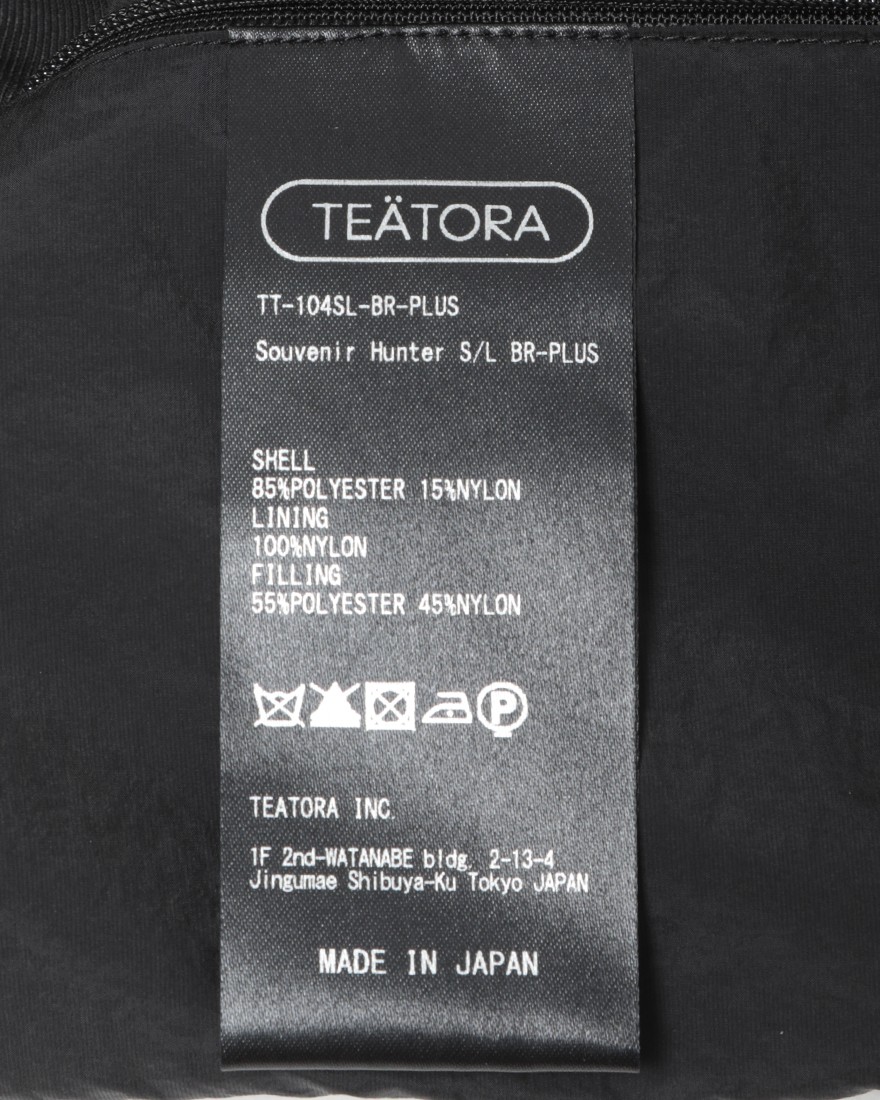 TEÄTORA
TT-104SL-BR-PLUS
Souvenir Hunter S/L BR-PLUS
SHELL
85%POLYESTER 15%NYLON
LINING
100%NYLON
FILLING
55%POLYESTER 45%NYLON
P
TEATORA INC.
1F 2nd-WATANABE bldg. 2-13-4
Jingumae Shibuya-Ku Tokyo JAPAN
MADE IN JAPAN